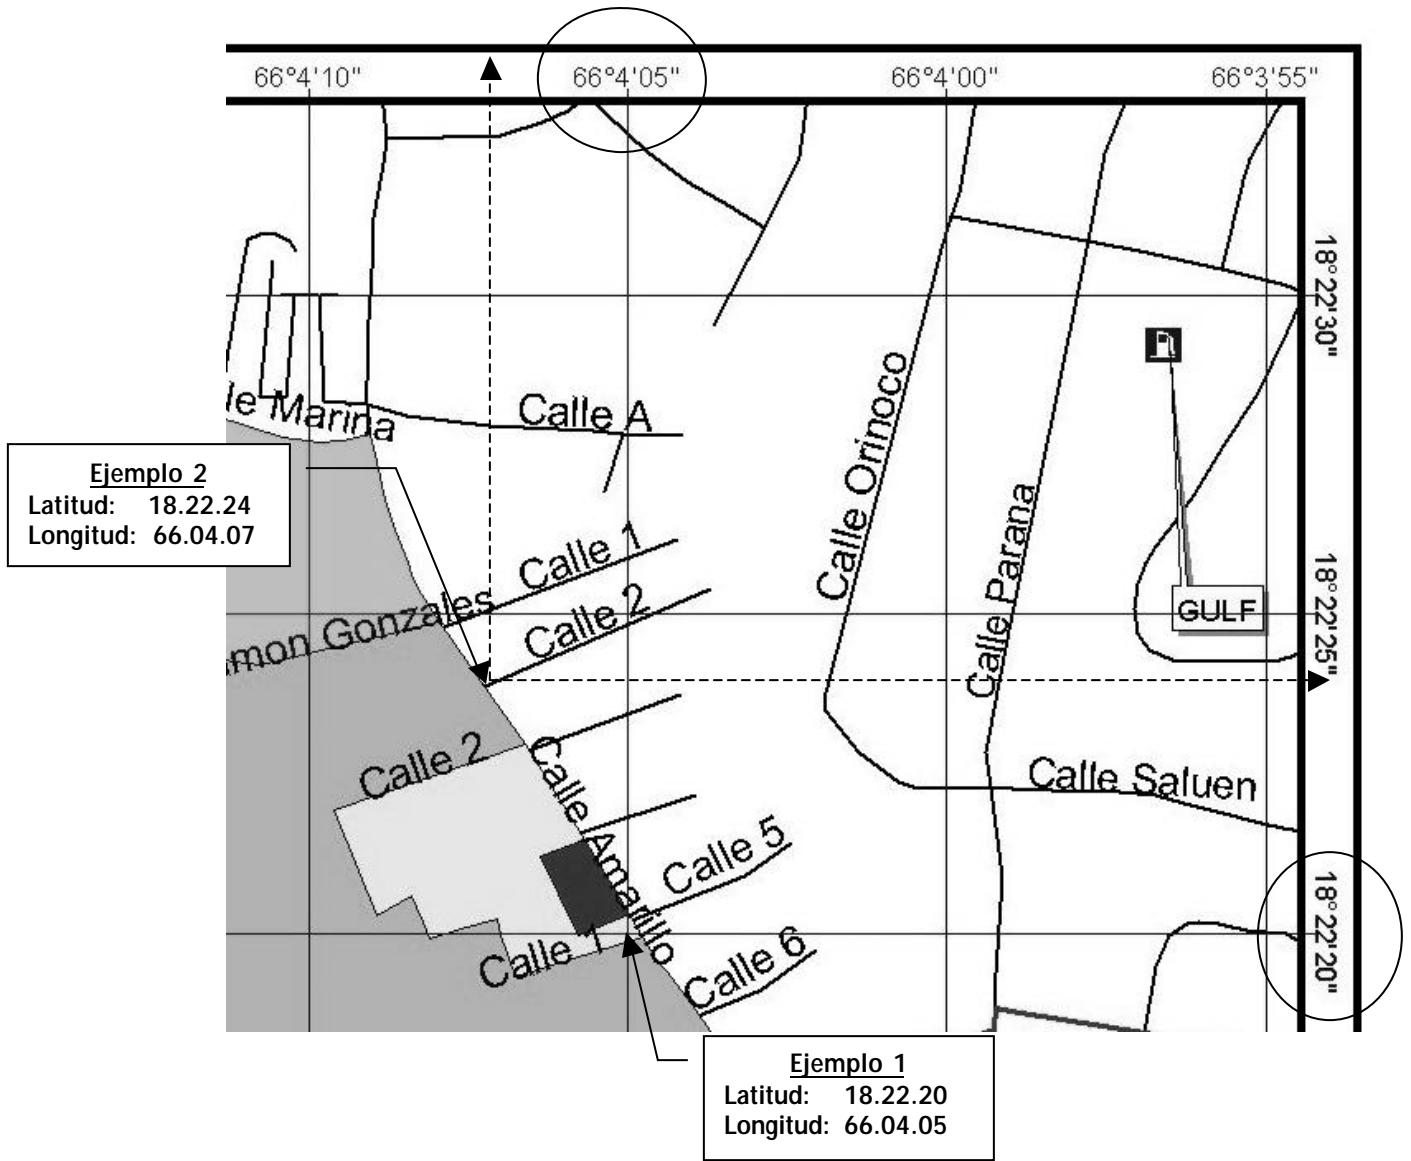 66°4'10" 66°4'05" 66°4'00" 66°3'55"
18°22'30"
Calle Orinoco
le Marina
Calle A
Ejemplo 2
Latitud: 18.22.24
Longitud: 66.04.07
Calle Parana
Calle 1
mon Gonzales
Calle 2
GULF
18°22'25"
Calle 2
Calle Amarillo
Calle Saluen
Calle 5
18°22'20"
Calle 1
Calle 6
Ejemplo 1
Latitud: 18.22.20
Longitud: 66.04.05